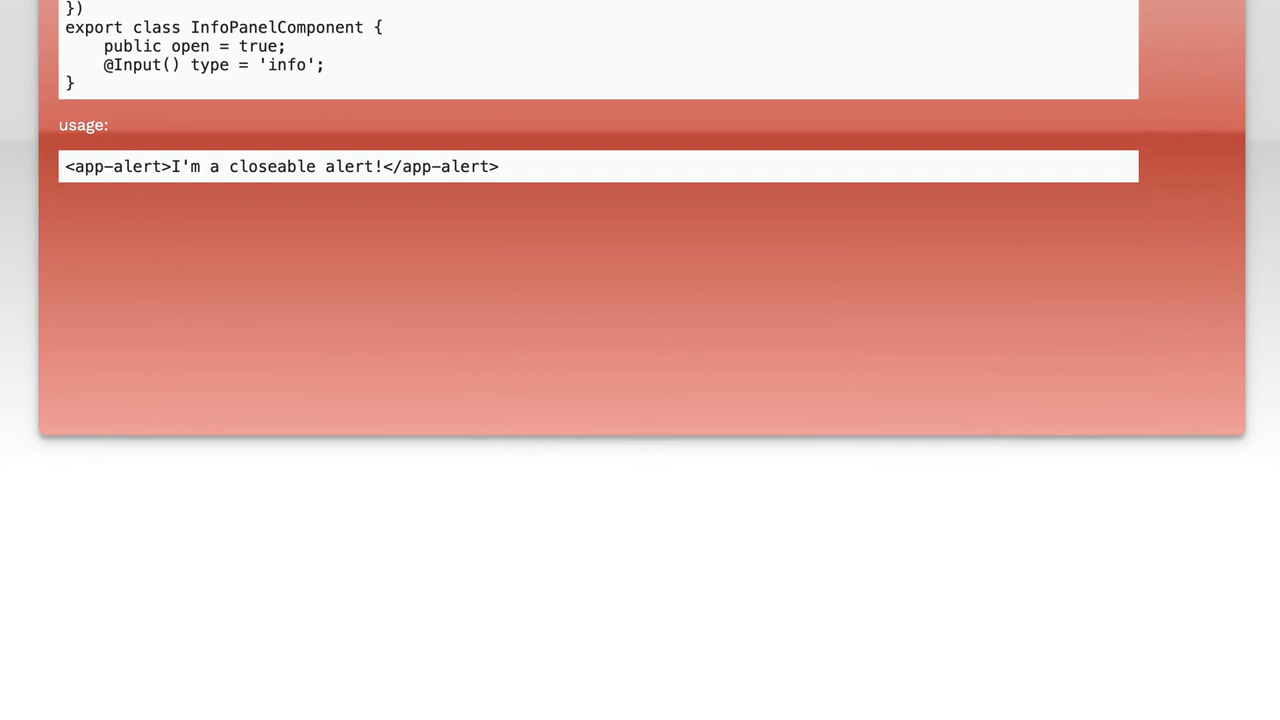 })
export class InfoPanelComponent {
    public open = true;
    @Input() type = 'info';
}
usage:
<app-alert>I'm a closeable alert!</app-alert>